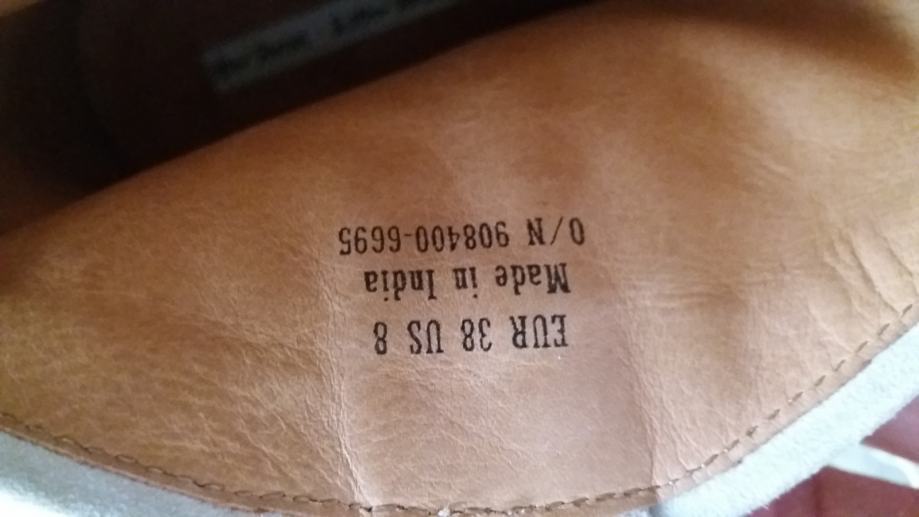 EUR 38 US 8
Made in India
O/N 908400-6695